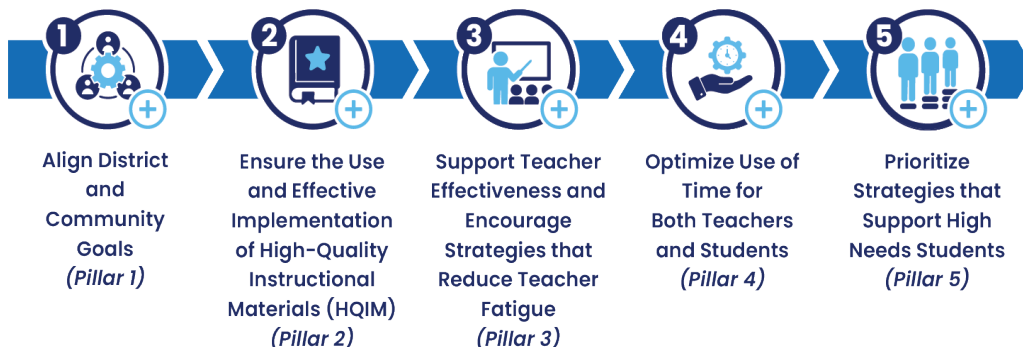 1
Align District
and
Community
Goals
(Pillar 1)
2
Ensure the Use
and Effective
Implementation
of High-Quality
Instructional
Materials (HQIM)
(Pillar 2)
3
Support Teacher
Effectiveness and
Encourage
Strategies that
Reduce Teacher
Fatigue
(Pillar 3)
4
Optimize Use of
Time for
Both Teachers
and Students
(Pillar 4)
5
Prioritize
Strategies that
Support High
Needs Students
(Pillar 5)